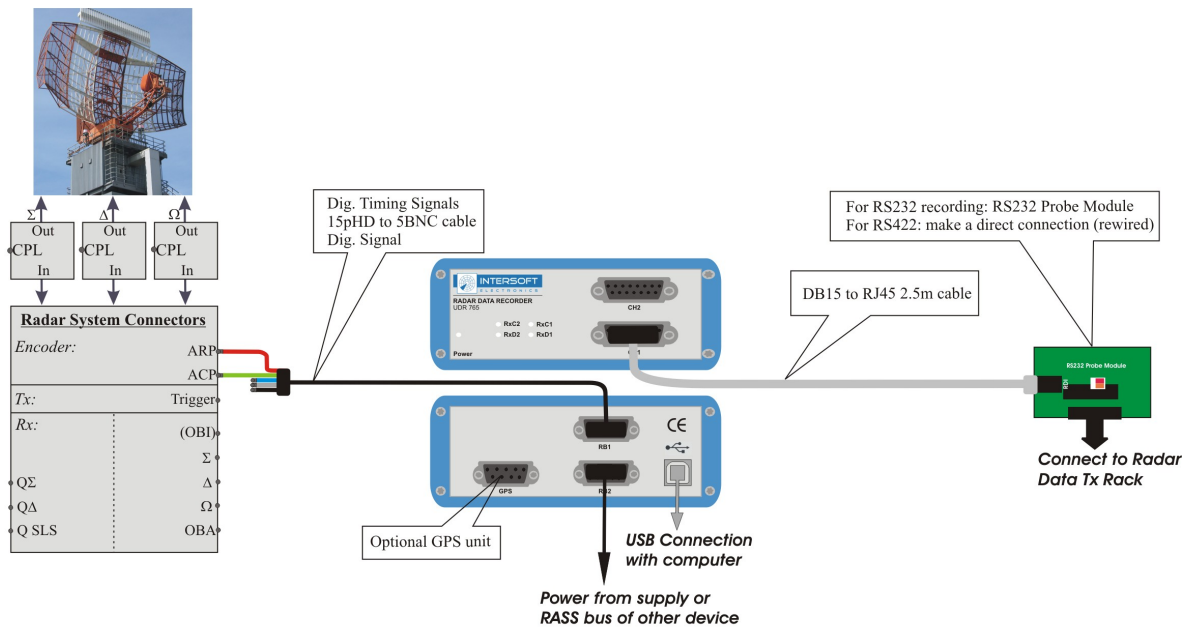 Σ
Δ
Ω
Out
Out
Out
CPL
CPL
CPL
In
In
In
Radar System Connectors
Encoder:
ARP
ACP
Tx:
Trigger
Rx:
(OBI)
Σ
QΣ
Δ
QΔ
Ω
Q SLS
OBA
Dig. Timing Signals
15pHD to 5BNC cable
Dig. Signal
INTERSOFT
ELECTRONICS
RADAR DATA RECORDER
UDR 765
RxC2
RxC1
RxD2
RxD1
Power
CH2
RB1
CE
GPS
Optional GPS unit
USB Connection
with computer
Power from supply or
RASS bus of other device
For RS232 recording: RS232 Probe Module
For RS422: make a direct connection (rewired)
DB15 to RJ45 2.5m cable
RS232 Probe Module
RDI
Connect to Radar
Data Tx Rack